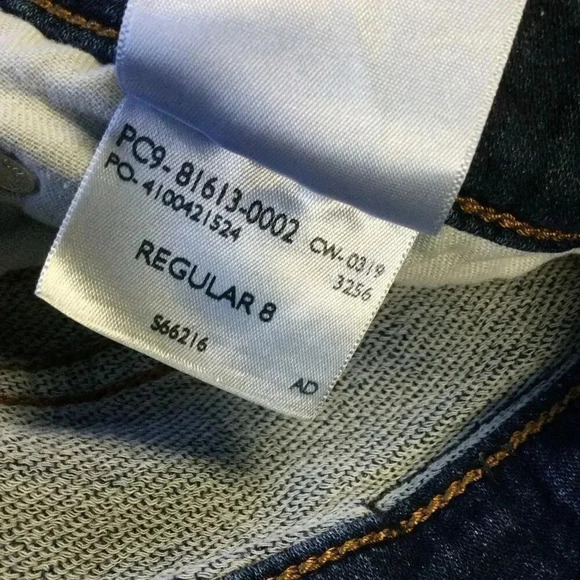 PC9-81613-0002
PO-4100421524
CW-0319
3256
REGULAR 8
S66216
AD